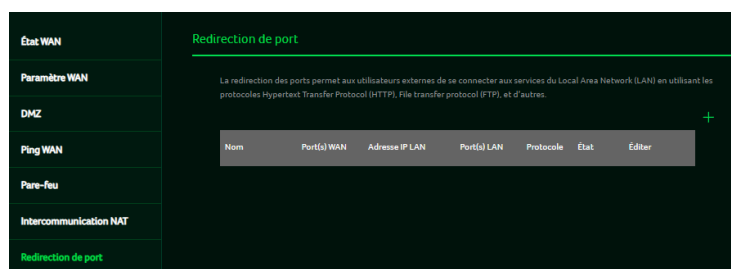 État WAN
Paramètre WAN
DMZ
Ping WAN
Pare-feu
Intercommunication NAT
Redirection de port
Redirection de port
La redirection des ports permet aux utilisateurs externes de se connecter aux services du Local Area Network (LAN) en utilisant les
protocoles Hypertext Transfer Protocol (HTTP), File transfer protocol (FTP), et d'autres.
+
Nom Port(s) WAN Adresse IP LAN Port(s) LAN Protocole État Éditer